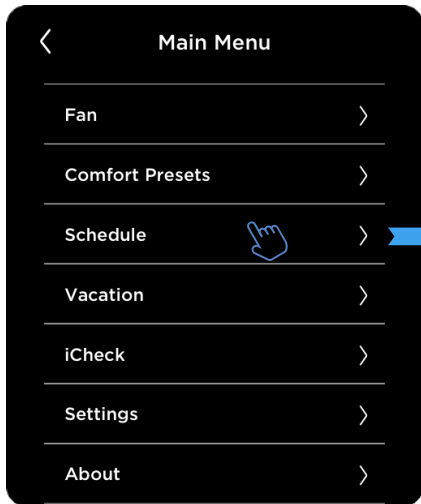 Main Menu
Fan
Comfort Presets
Schedule
Vacation
iCheck
Settings
About